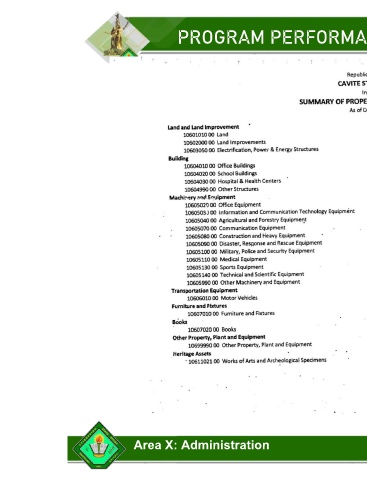 PROGRAM PERFORMA
Republic
CAVITE ST
In
SUMMARY OF PROPE
As of
Land and Land Improvement
10601010 00 Land
10602000 00 Land Improvements
10603050 00 Electrification, Power & Energy Structures
Building
10604010 00 Office Buildings
10604020 00 School Buildings
10604030 00 Hospital & Health Centers
10604990 00 Other Structures
Machinery and Equipment
10605020 00 Office Equipment
10605030 00 Information and Communication Technology Equipment
10605040 00 Agricultural and Forestry Equipment
10605070 00 Communication Equipment
10605080 00 Construction and Heavy Equipment
10605090 00 Disaster, Response and Rescue Equipment
10605100 00 Military, Police and Security Equipment
10605110 00 Medical Equipment
10605130 00 Sports Equipment
10605140 00 Technical and Scientific Equipment
10605990 00 Other Machinery and Equipment
Transportation Equipment
10606010 00 Motor Vehicles
Furniture and Fixtures
10607010 00 Furniture and Fixtures
Books
10607020 00 Books
Other Property, Plant and Equipment
10699990 00 Other Property, Plant and Equipment
Heritage Assets
10611021 00 Works of Arts and Archeological Specimens
Area X: Administration